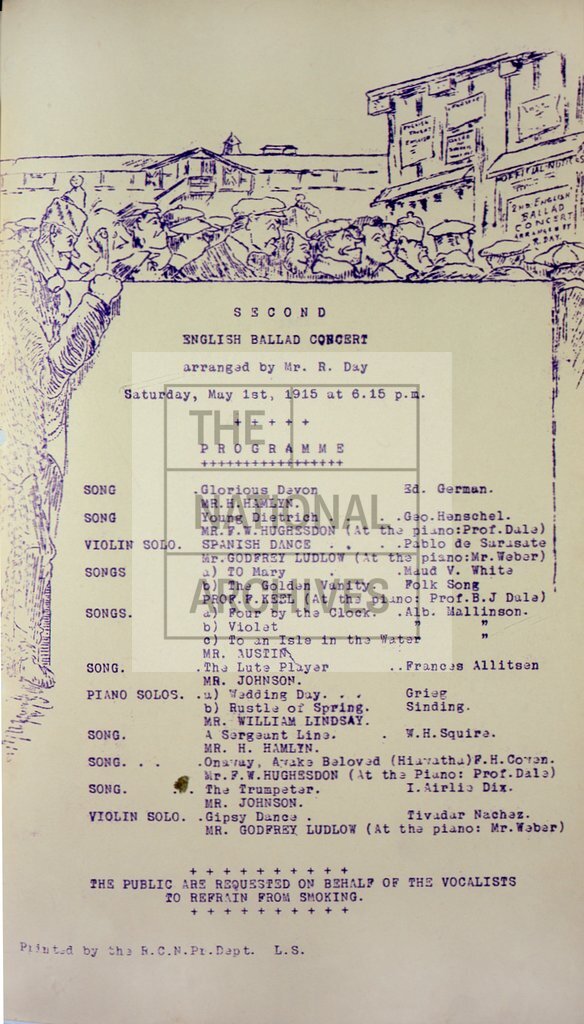 OFFICIAL NOTICES
2ND ENGLISH
BALLAD
CONCERT
ARRANGED BY
R. DAY.
SECOND
ENGLISH BALLAD CONCERT
arranged by Mr. R. Day
Saturday, May 1st, 1915 at 6.15 p.m.
+ + + + +
PROGRAMME
+++++++++++++++++
SONG .Glorious Devon Ed. German.
MR.H.HAMLYN.
SONG Young Dietrich . . .Geo.Henschel.
MR.F.W.HUGHESDON (At the piano:Prof.Dale)
VIOLIN SOLO. SPANISH DANCE . . . .Pablo de Sarasate
Mr.GODFREY LUDLOW (At the piano:Mr.Weber)
SONGS a) TO Mary .Maud V. White
b) The Golden Vanity. Folk Song
PROF.F.KEEL (At the piano: Prof.B.J Dale)
SONGS. a) Four by the Clock. .Alb. Mallinson.
b) Violet " "
c) To an Isle in the Water " "
MR. AUSTIN
SONG. .The Lute Player ..Frances Allitsen
MR. JOHNSON.
PIANO SOLOS. .a) Wedding Day. . . Grieg
b) Rustle of Spring. Sinding.
MR. WILLIAM LINDSAY.
SONG. A Sergeant Line. . W.H.Squire.
MR. H. HAMLYN.
SONG. . . .Onaway, Awake Beloved (Hiawatha)F.H.Cowen.
Mr.F.W.HUGHESDON (At the Piano: Prof.Dale)
SONG. . The Trumpeter. I.Airlie Dix.
MR. JOHNSON.
VIOLIN SOLO. .Gipsy Dance . Tivadar Nachez.
MR. GODFREY LUDLOW (At the piano: Mr.Weber)
+ + + + + + + + + +
THE PUBLIC ARE REQUESTED ON BEHALF OF THE VOCALISTS
TO REFRAIN FROM SMOKING.
+ + + + + + + + + +
Printed by the R.C.N.Pr.Dept. L.S.
THE
NATIONAL
ARCHIVES